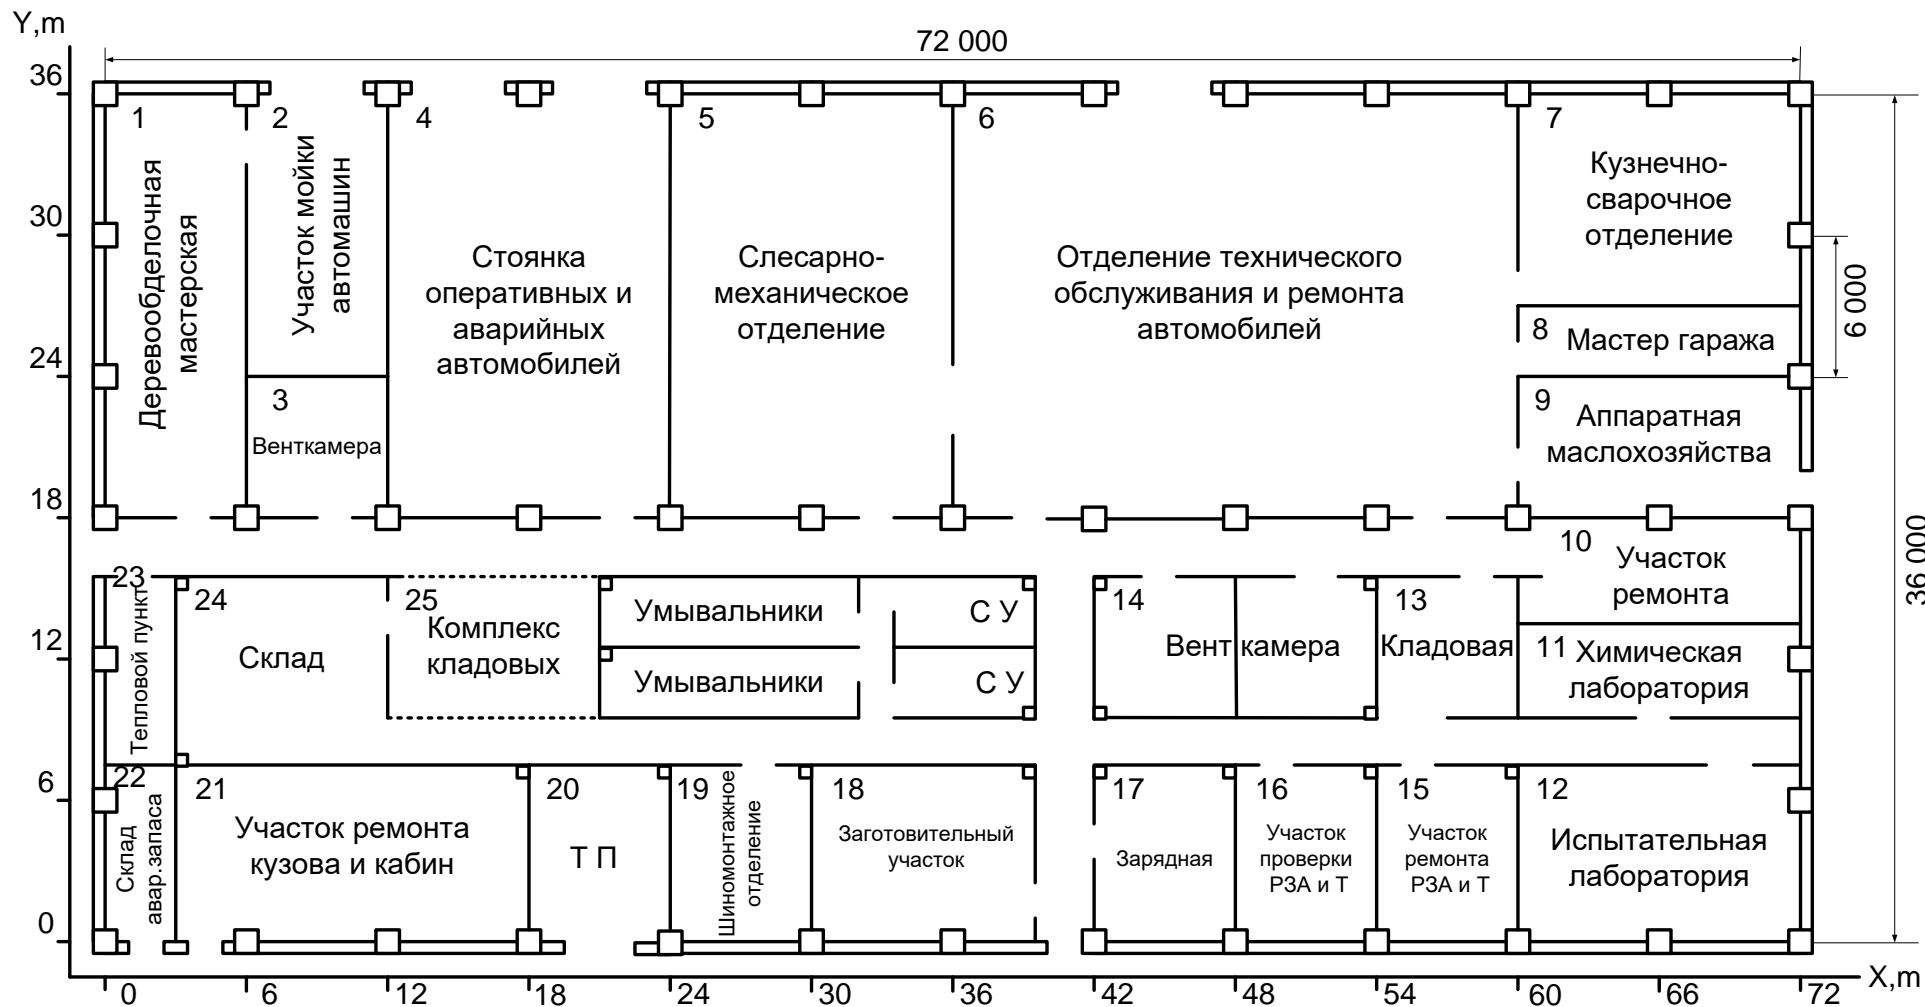 Y,m
72 000
36
1
2
4
5
6
7
Деревообделочная
мастерская
Участок мойки
автомашин
Стоянка
оперативных и
аварийных
автомобилей
Слесарно-
механическое
отделение
Отделение технического
обслуживания и ремонта
автомобилей
Кузнечно-
сварочное
отделение
30
6 000
8
Мастер гаража
24
3
Венткамера
9
Аппаратная
маслохозяйства
18
36 000
10
Участок
ремонта
23
Тепловой пункт
24
Склад
25
Комплекс
кладовых
Умывальники
С У
Умывальники
С У
14
Вент камера
13
Кладовая
11
Химическая
лаборатория
12
22
Склад
авар.запаса
21
Участок ремонта
кузова и кабин
20
Т П
19
Шиномонтажное
отделение
18
Заготовительный
участок
17
Зарядная
16
Участок
проверки
РЗА и Т
15
Участок
ремонта
РЗА и Т
12
Испытательная
лаборатория
6
0
0
6
12
18
24
30
36
42
48
54
60
66
72
X,m